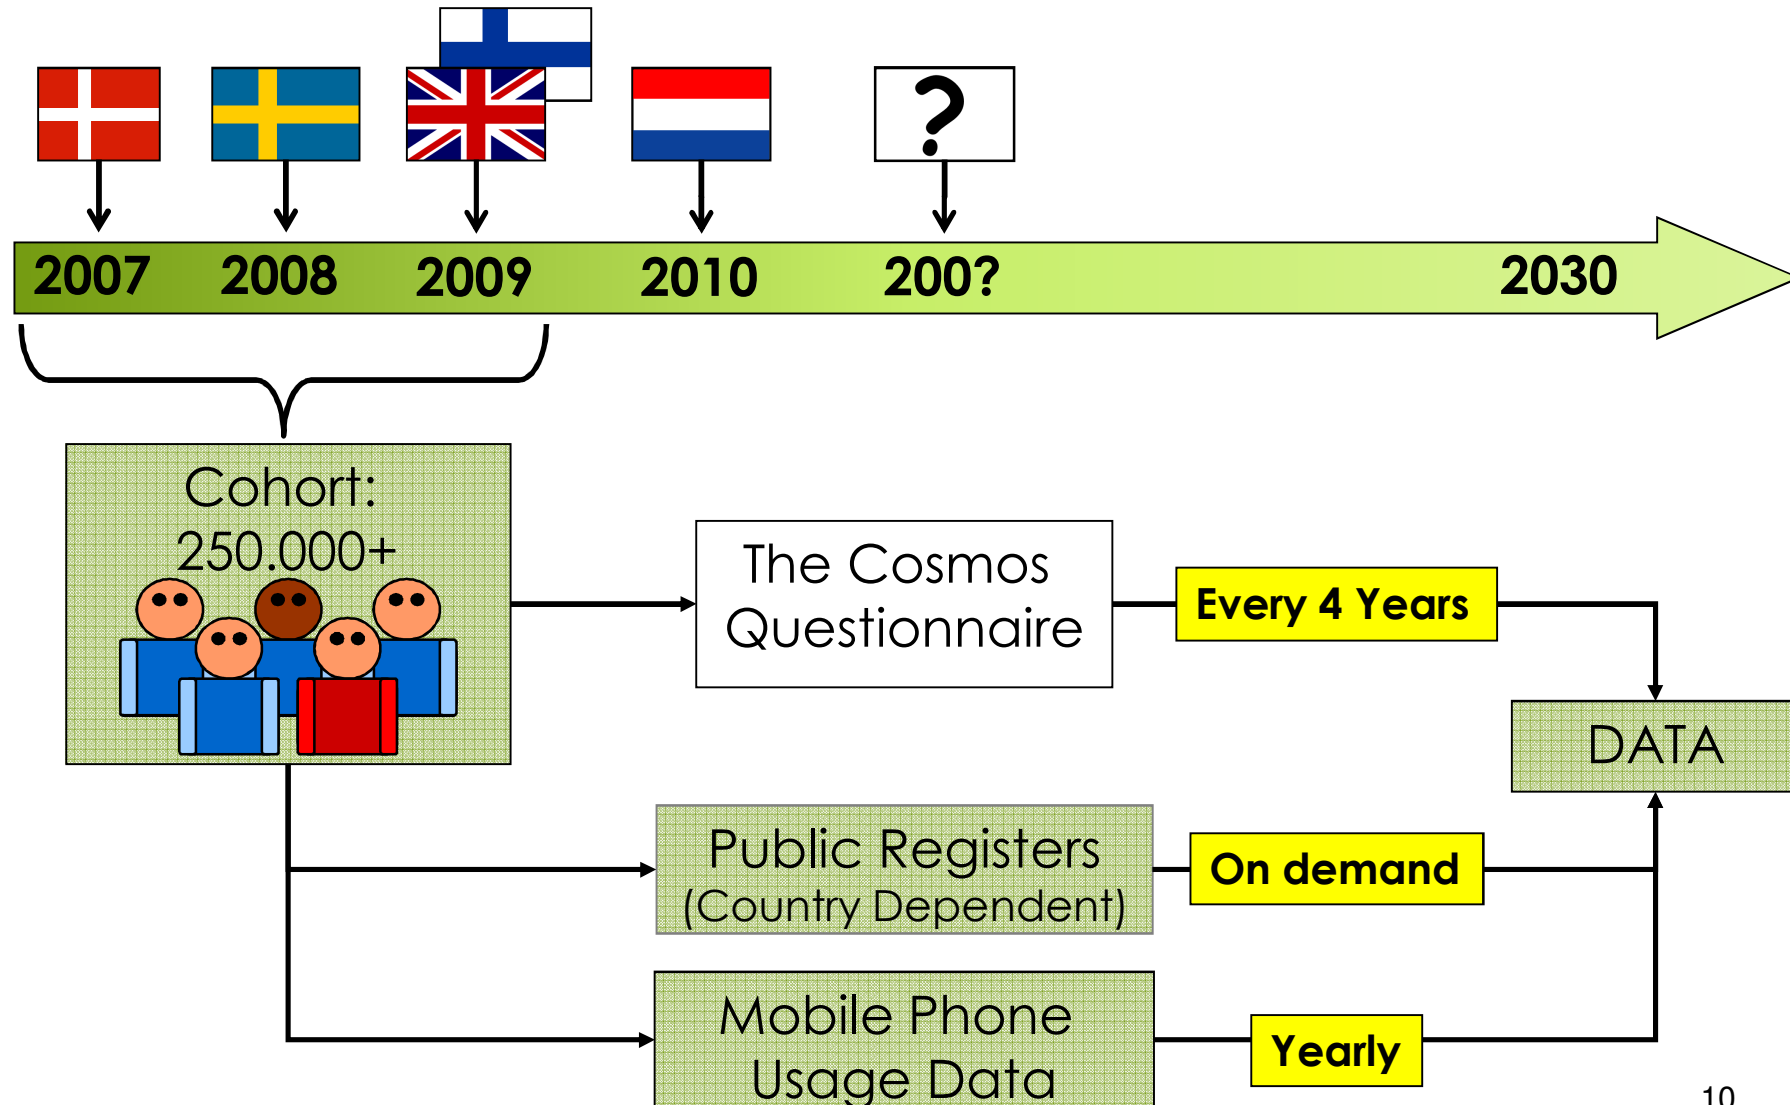 ?
2007 2008 2009 2010 200? 2030
Cohort:
250.000+
The Cosmos
Questionnaire
Every 4 Years
DATA
Public Registers
(Country Dependent)
On demand
Mobile Phone
Usage Data
Yearly
10